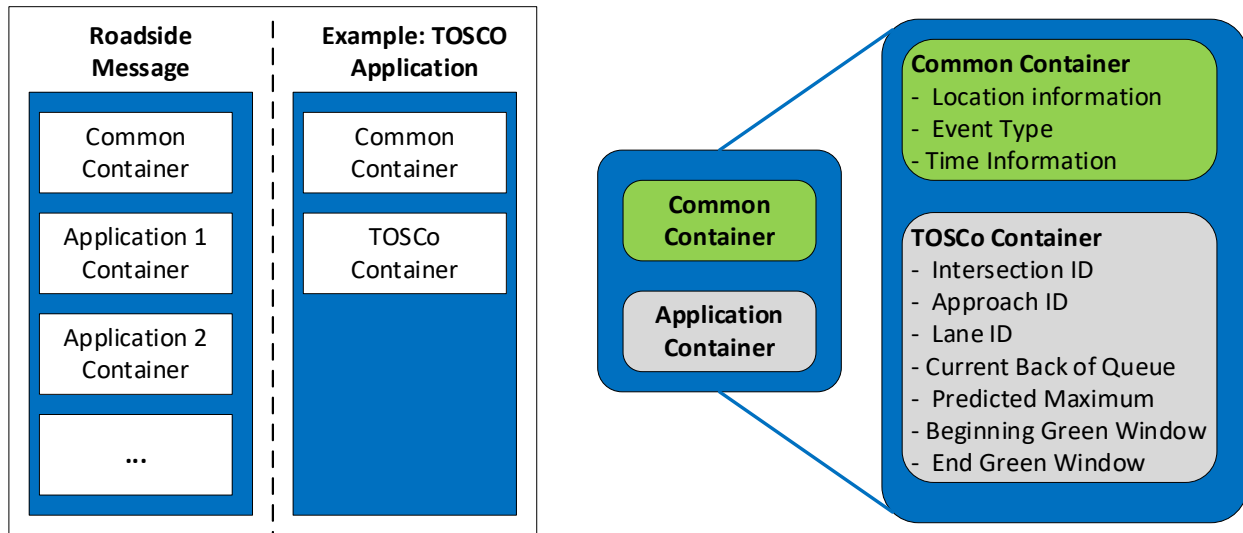 Roadside
Message
Common
Container
Application 1
Container
Application 2
Container
...
Example: TOSCO
Application
Common
Container
TOSCo
Container
Common
Container
Application
Container
Common Container
- Location information
- Event Type
- Time Information
TOSCo Container
- Intersection ID
- Approach ID
- Lane ID
- Current Back of Queue
- Predicted Maximum
- Beginning Green Window
- End Green Window